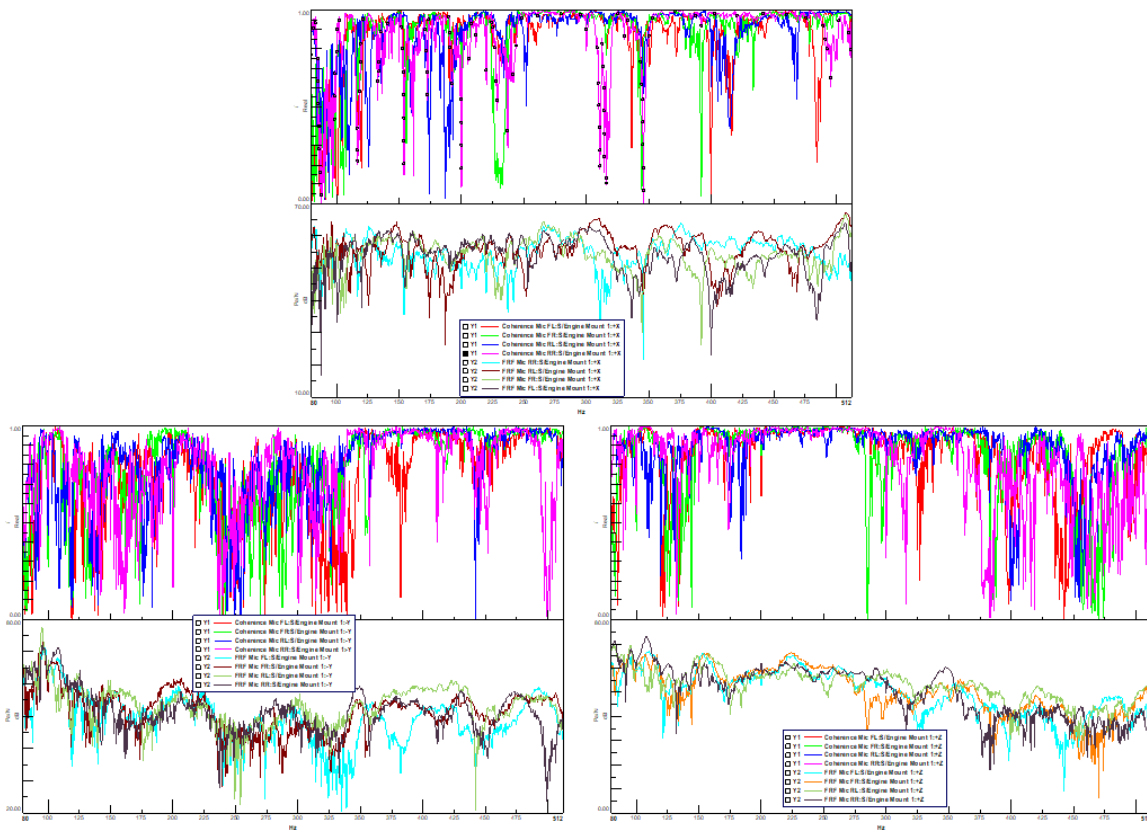 1.00
/
Real
0.00
70.00
Pa/N
dB
10.00
Y1 Coherence Mic FL:S/Engine Mount 1:+X
Y1 Coherence Mic FR:S/Engine Mount 1:+X
Y1 Coherence Mic RL:S/Engine Mount 1:+X
Y1 Coherence Mic RR:S/Engine Mount 1:+X
Y2 FRF Mic RR:S/Engine Mount 1:+X
Y2 FRF Mic RL:S/Engine Mount 1:+X
Y2 FRF Mic FR:S/Engine Mount 1:+X
Y2 FRF Mic FL:S/Engine Mount 1:+X
80 100 125 150 175 200 225 250 275 300 325 350 375 400 425 450 475 512
Hz
1.00
/
Real
0.00
60.00
Pa/N
dB
20.00
Y1 Coherence Mic FL:S/Engine Mount 1:-Y
Y1 Coherence Mic FR:S/Engine Mount 1:-Y
Y1 Coherence Mic RL:S/Engine Mount 1:-Y
Y1 Coherence Mic RR:S/Engine Mount 1:-Y
Y2 FRF Mic FL:S/Engine Mount 1:-Y
Y2 FRF Mic FR:S/Engine Mount 1:-Y
Y2 FRF Mic RL:S/Engine Mount 1:-Y
Y2 FRF Mic RR:S/Engine Mount 1:-Y
80 100 125 150 175 200 225 250 275 300 325 350 375 400 425 450 475 512
Hz
1.00
/
Real
0.00
Pa/N
dB
0.00
Y1 Coherence Mic FL:S/Engine Mount 1:+Z
Y1 Coherence Mic FR:S/Engine Mount 1:+Z
Y1 Coherence Mic RL:S/Engine Mount 1:+Z
Y1 Coherence Mic RR:S/Engine Mount 1:+Z
Y2 FRF Mic FL:S/Engine Mount 1:+Z
Y2 FRF Mic FR:S/Engine Mount 1:+Z
Y2 FRF Mic RL:S/Engine Mount 1:+Z
Y2 FRF Mic RR:S/Engine Mount 1:+Z
80 100 125 150 175 200 225 250 275 300 325 350 375 400 425 450 475
Hz